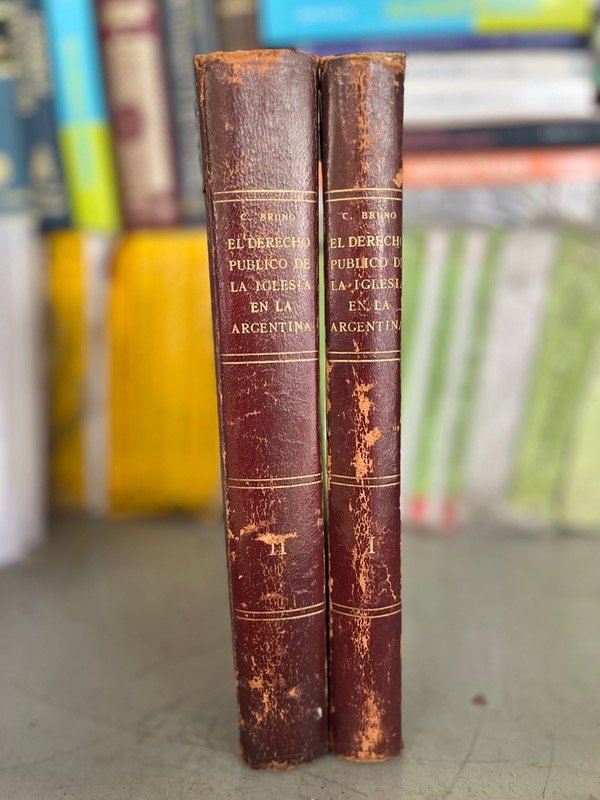 C. BRUNO
EL DERECHO
PUBLICO DE
LA IGLESIA
EN LA
ARGENTINA
II
C. BRUNO
EL DERECHO
PUBLICO DE
LA IGLESIA
EN LA
ARGENTINA
I